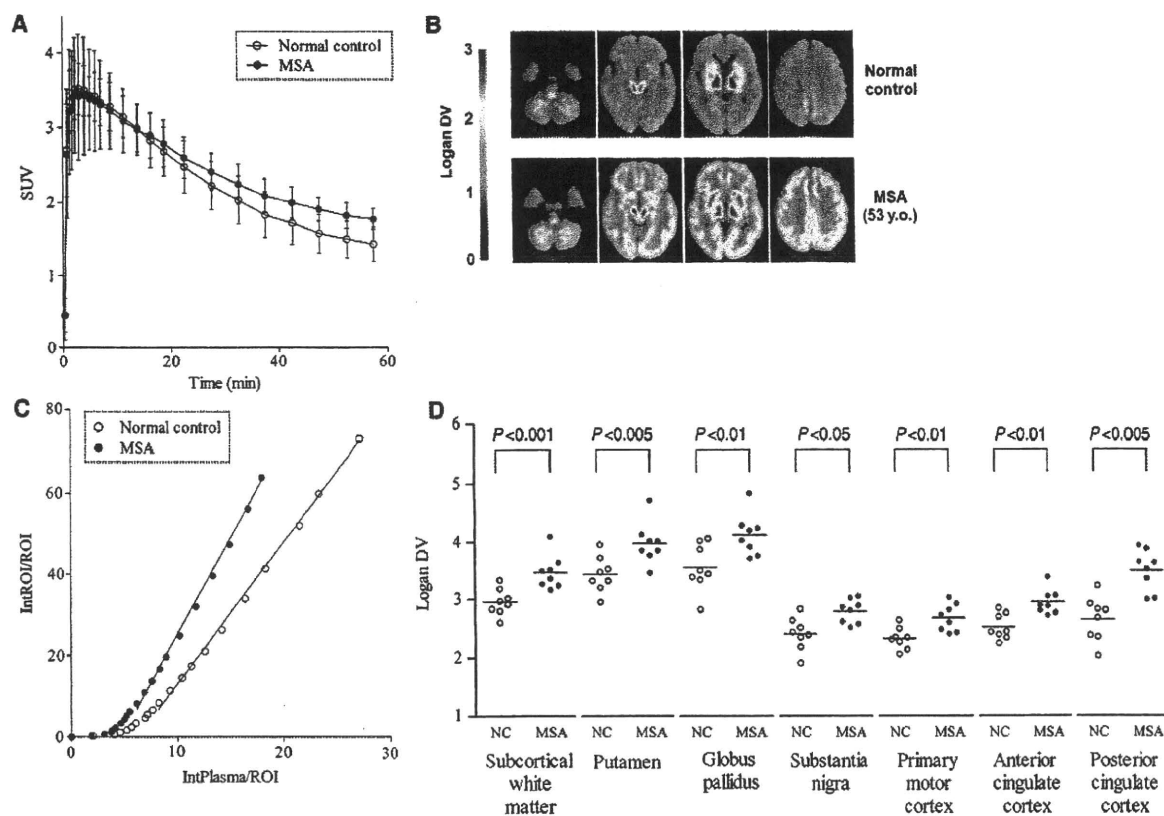 A
SUV
4
3
2
1
0
0
20
40
60
Time (min)
Normal control
MSA
B
Logan DV
3
2
1
0
Normal
control
MSA
(53 y.o.)
C
Normal control
MSA
IntROI/ROI
80
60
40
20
0
0
10
20
30
IntPlasma/ROI
D
Logan DV
6
5
4
3
2
1
P<0.001
P<0.005
P<0.01
P<0.05
P<0.01
P<0.01
P<0.005
NC MSA NC MSA NC MSA NC MSA NC MSA NC MSA NC MSA
Subcortical
white
matter
Putamen
Globus
pallidus
Substantia
nigra
Primary
motor
cortex
Anterior
cingulate
cortex
Posterior
cingulate
cortex